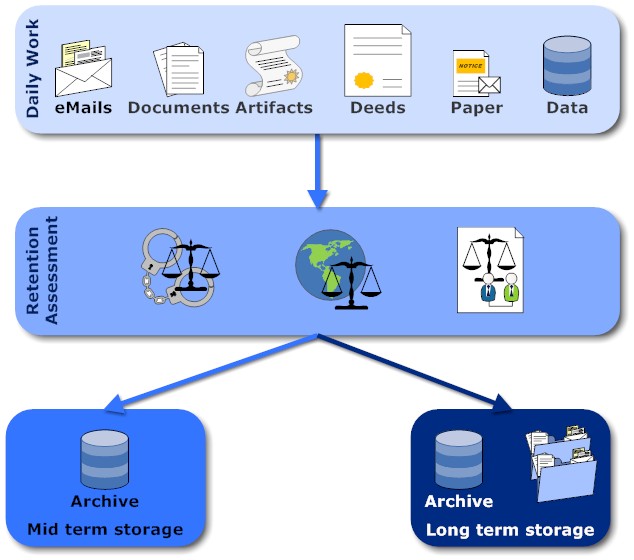 Daily Work
eMails
Documents
Artifacts
Deeds
NOTICE
Paper
Data
Retention
Assessment
Archive
Mid term storage
Archive
Long term storage